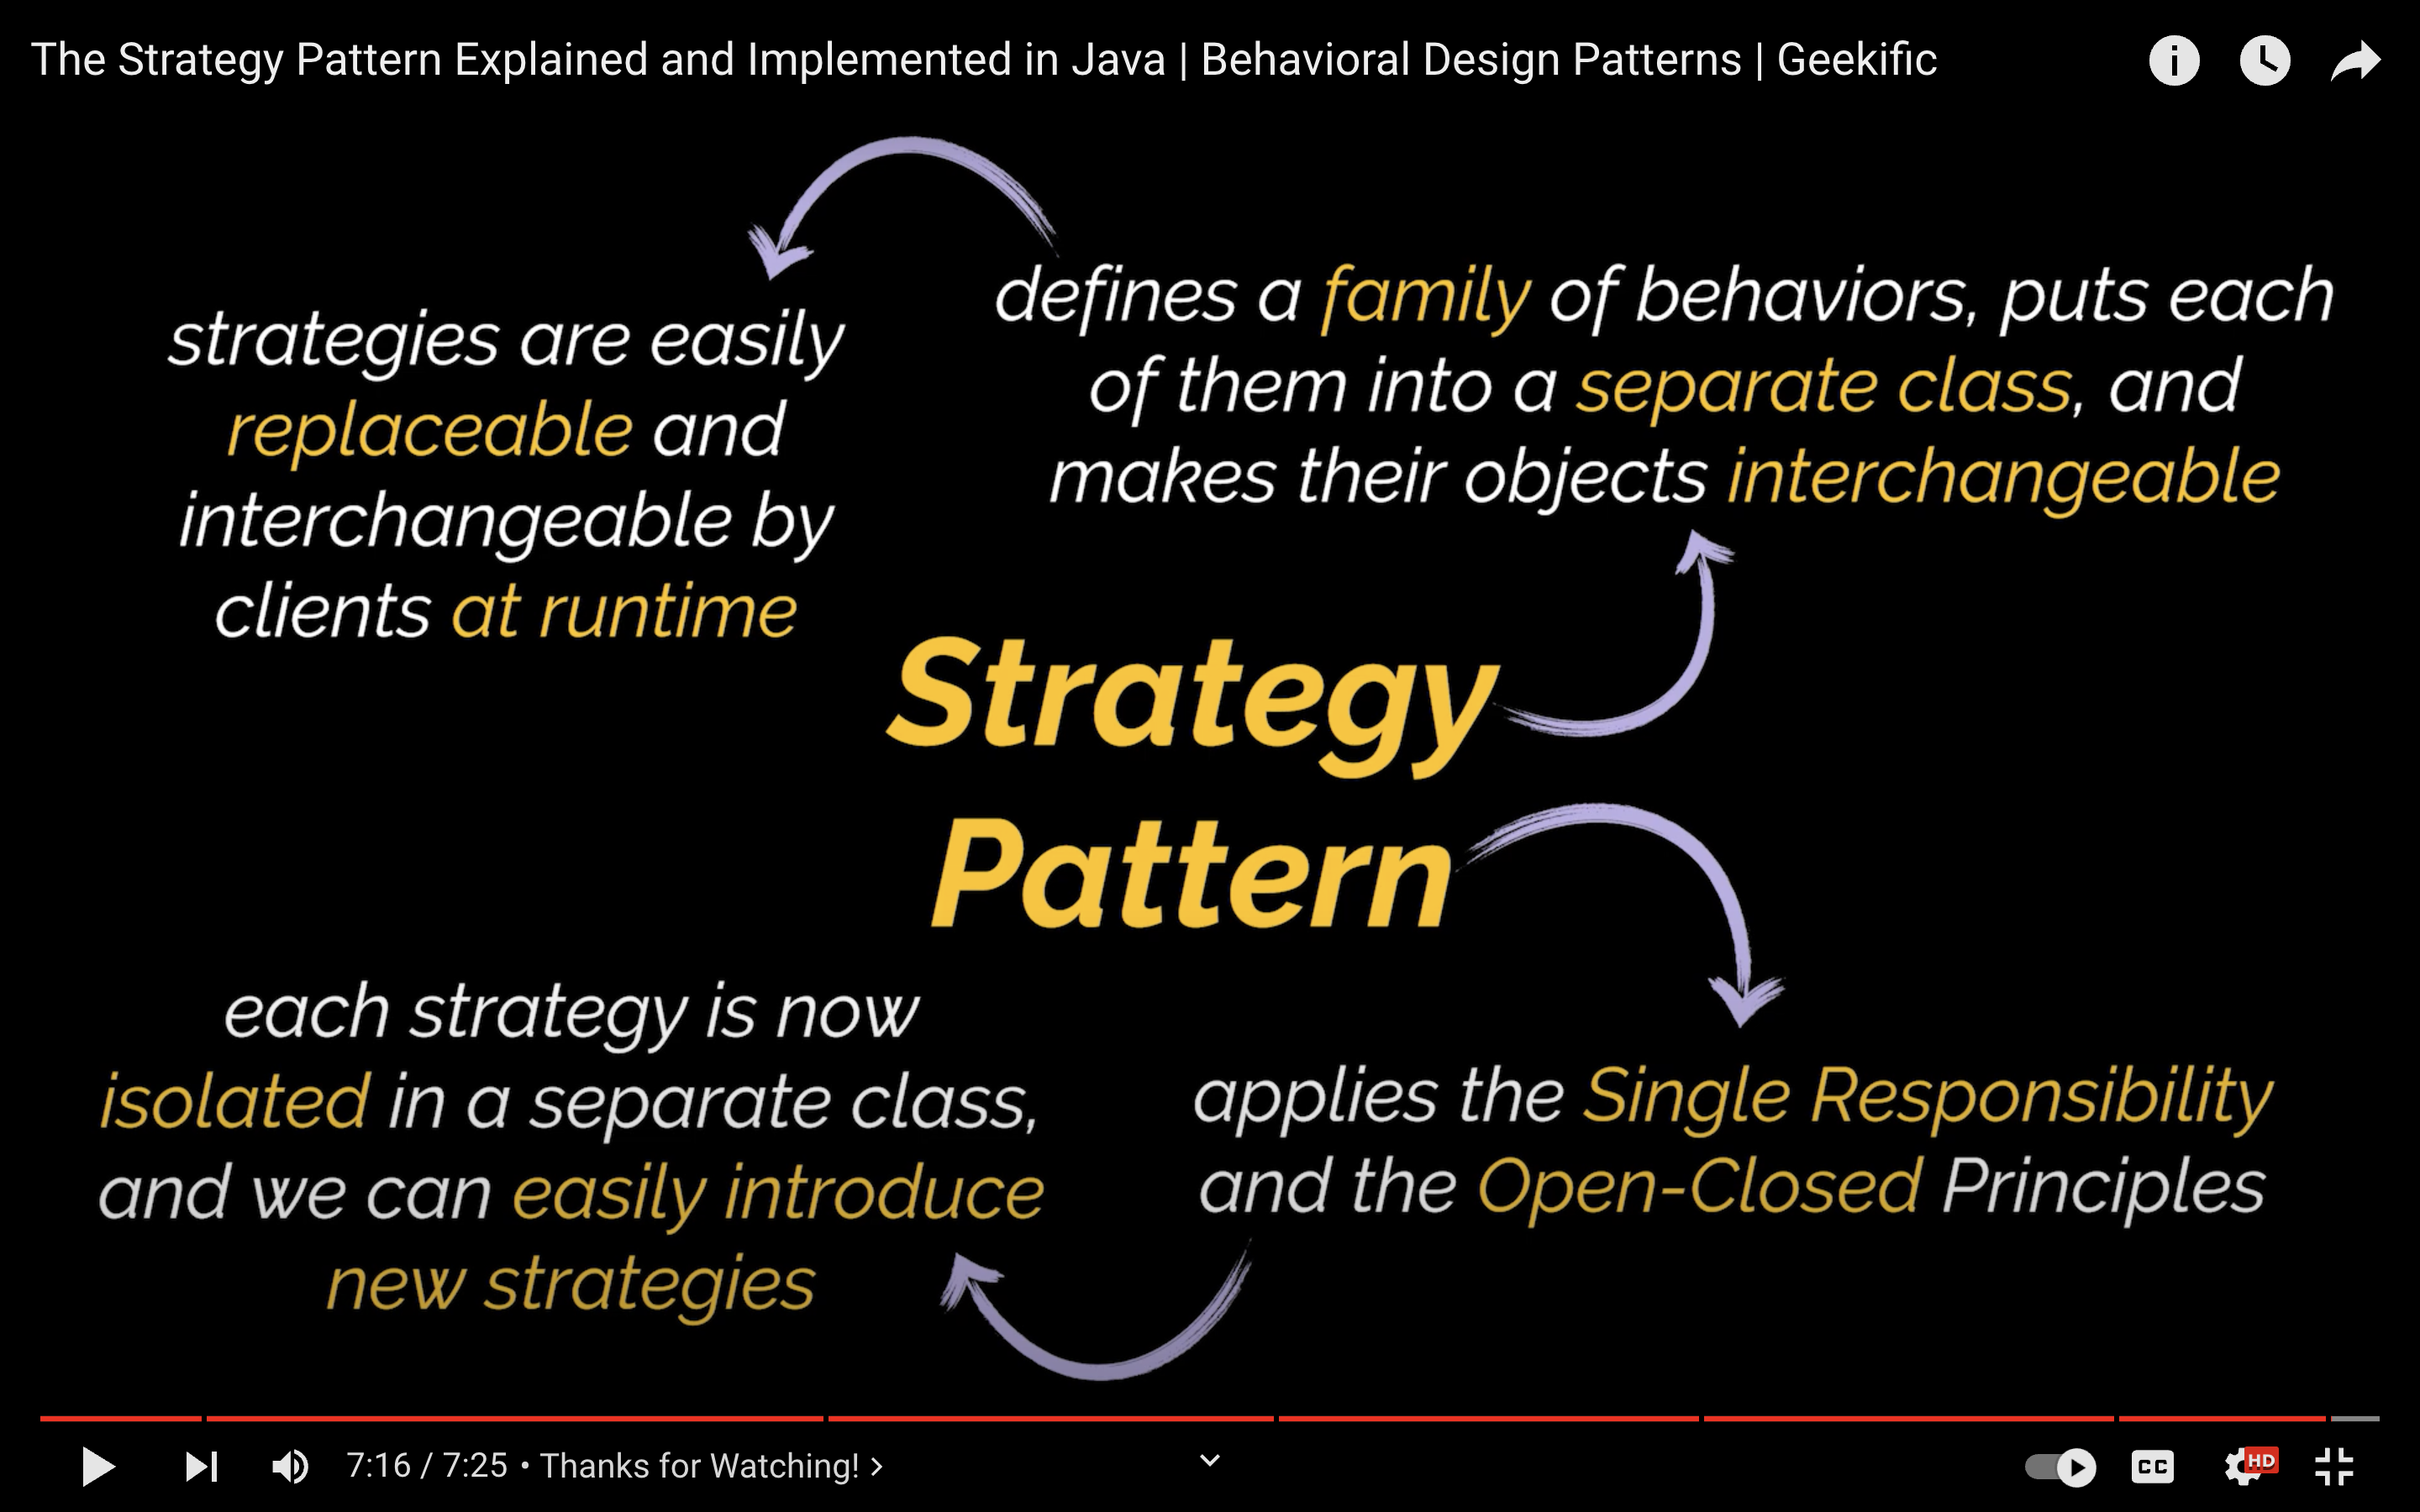 The Strategy Pattern Explained and Implemented in Java | Behavioral Design Patterns | Geekific
defines a family of behaviors, puts each
of them into a separate class, and
makes their objects interchangeable
strategies are easily
replaceable and
interchangeable by
clients at runtime
Strategy
Pattern
applies the Single Responsibility
and the Open-Closed Principles
each strategy is now
isolated in a separate class,
and we can easily introduce
new strategies
7:16 / 7:25 • Thanks for Watching! >
CC
HD